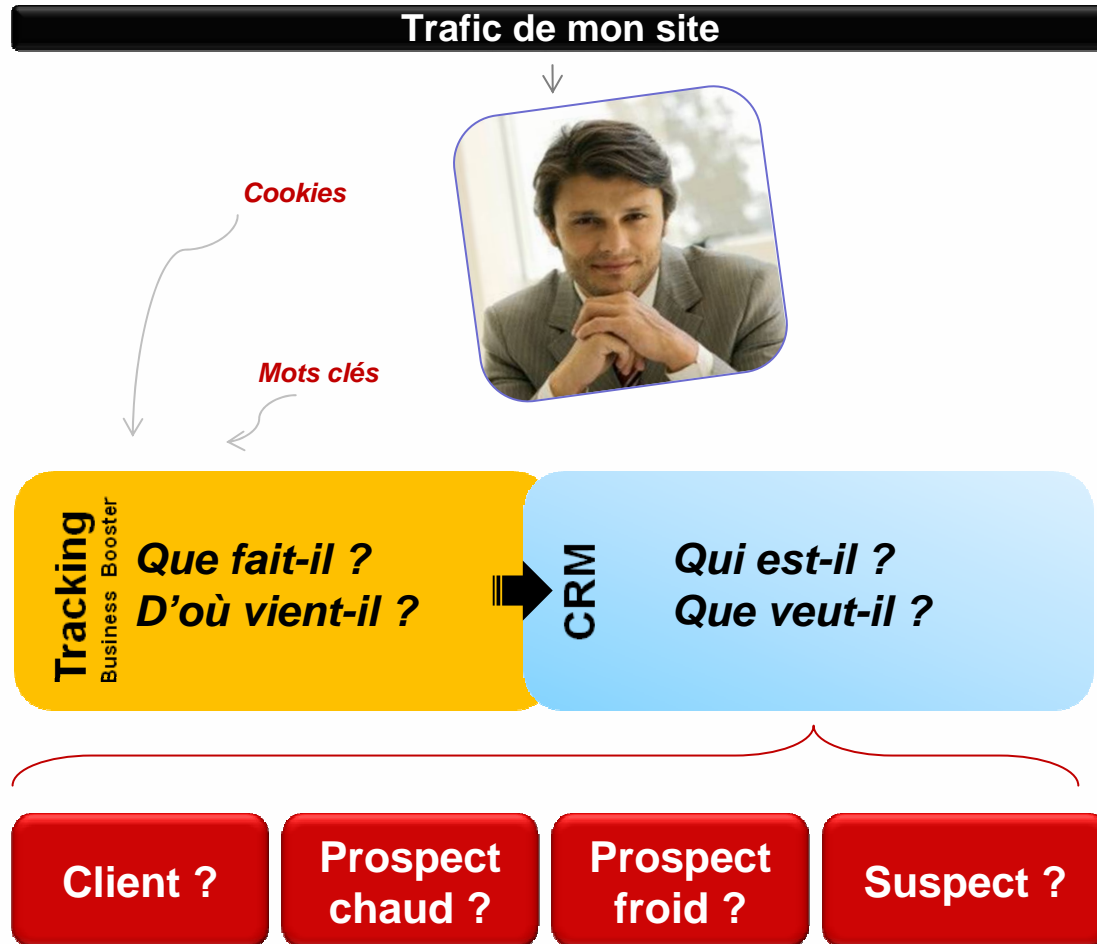 Trafic de mon site
Cookies
Mots clés
Tracking
Business Booster
Que fait-il ?
D’où vient-il ?
CRM
Qui est-il ?
Que veut-il ?
Client ?
Prospect
chaud ?
Prospect
froid ?
Suspect ?